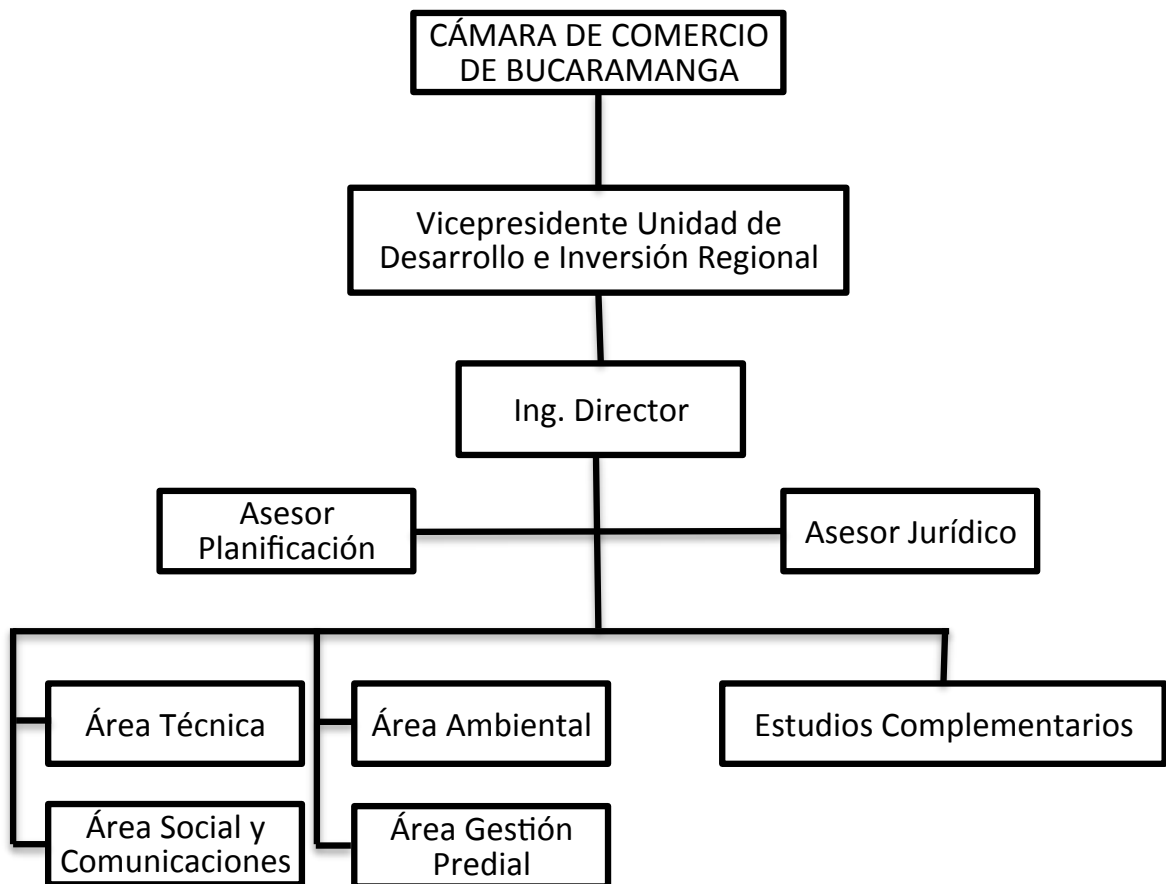 CÁMARA DE COMERCIO
DE BUCARAMANGA
Vicepresidente Unidad de
Desarrollo e Inversión Regional
Ing. Director
Asesor
Planificación
Asesor Jurídico
Área Técnica
Área Ambiental
Estudios Complementarios
Área Social y
Comunicaciones
Área Gestión
Predial